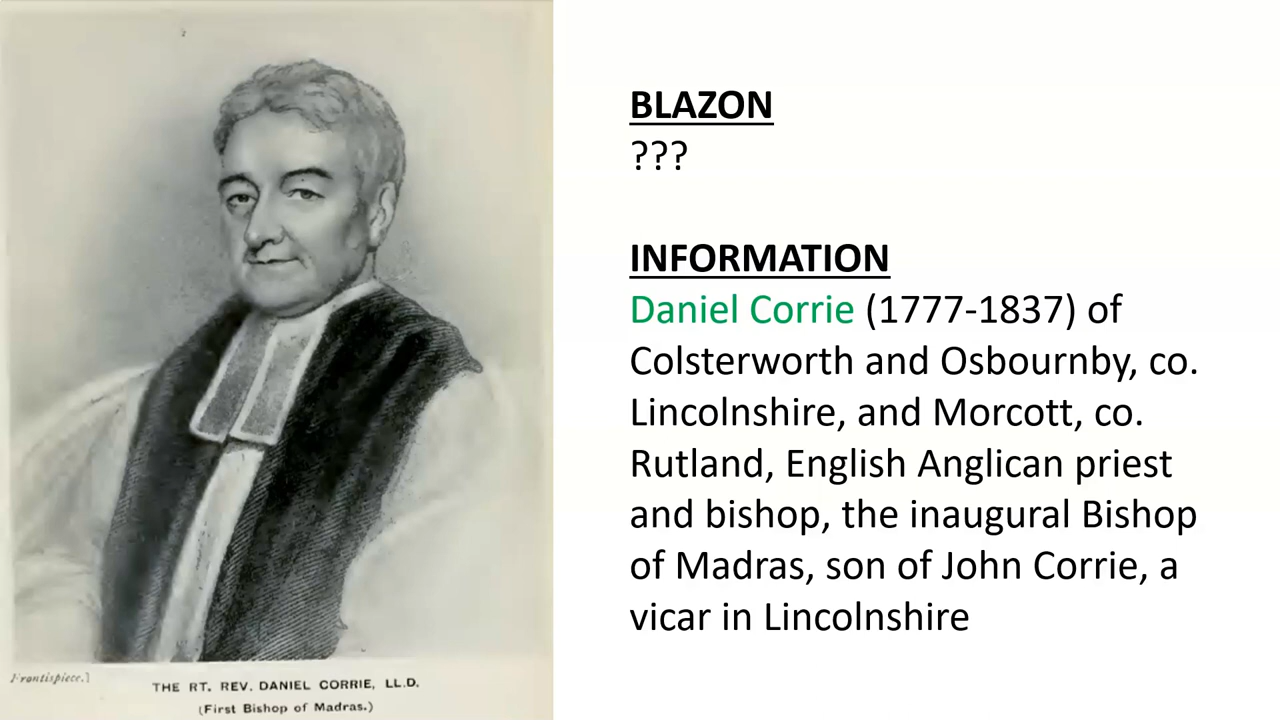 BLAZON
???
INFORMATION
Daniel Corrie (1777-1837) of
Colsterworth and Osbournby, co.
Lincolnshire, and Morcott, co.
Rutland, English Anglican priest
and bishop, the inaugural Bishop
of Madras, son of John Corrie, a
vicar in Lincolnshire
Frontispiece.]
THE RT. REV. DANIEL CORRIE, LL.D.
(First Bishop of Madras.)